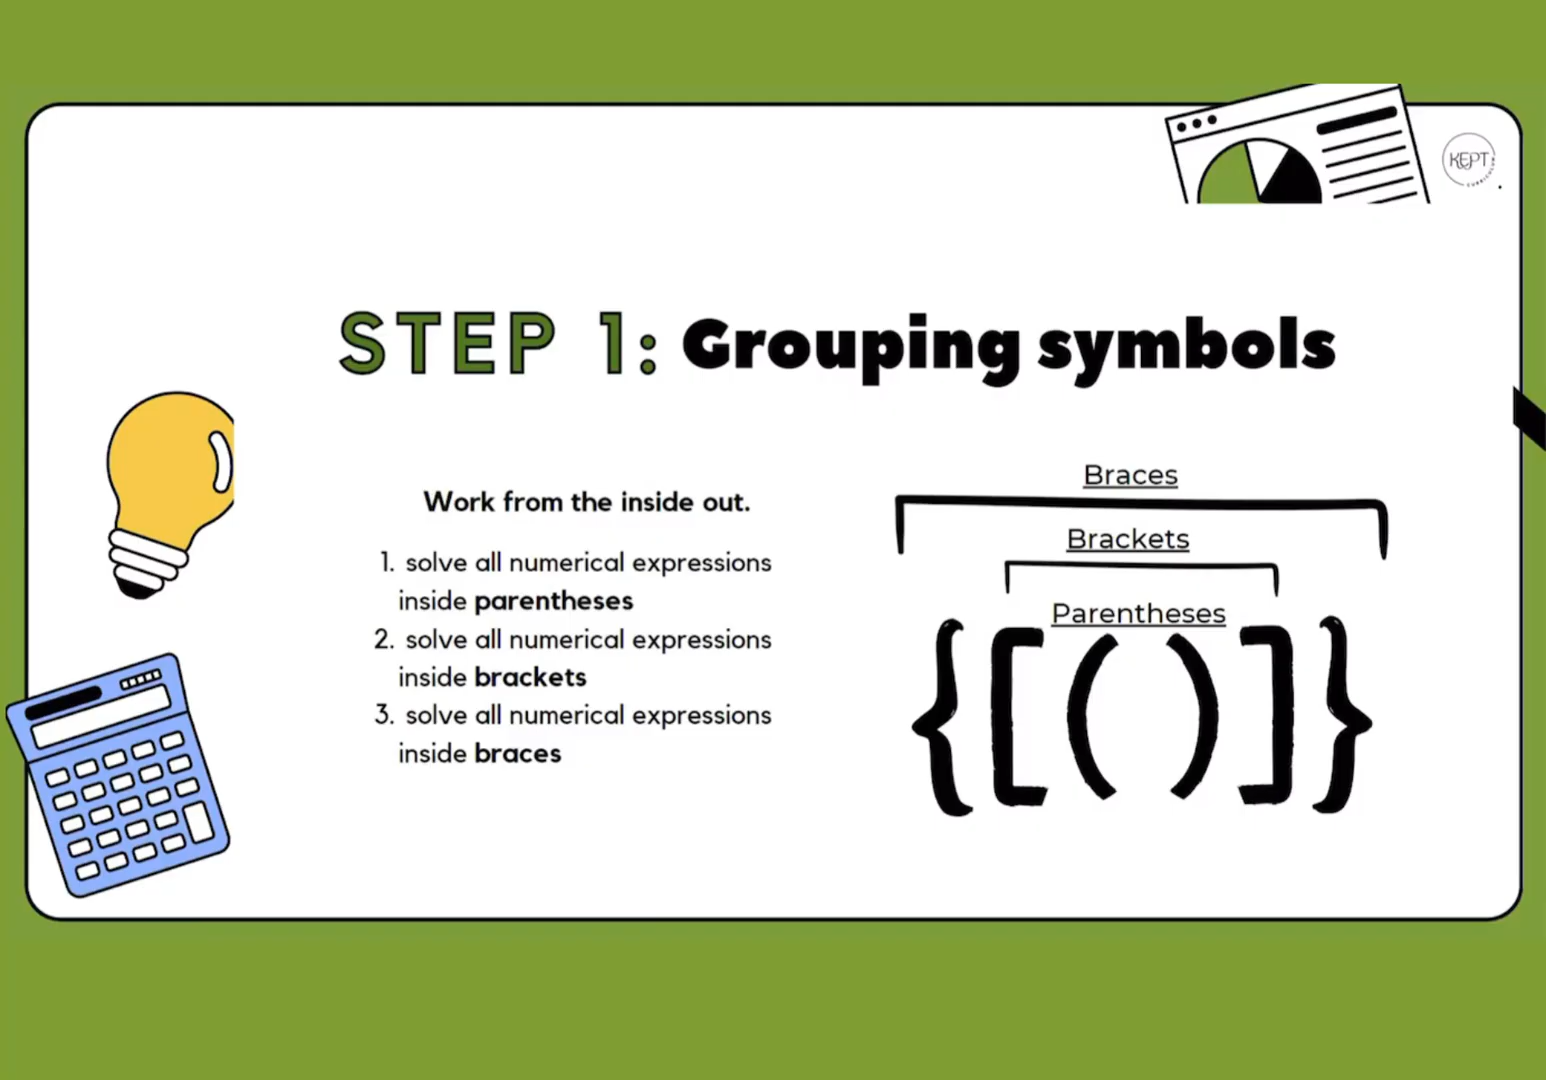 KEPT
STEP 1: Grouping symbols
Work from the inside out.
1. solve all numerical expressions
inside parentheses
2. solve all numerical expressions
inside brackets
3. solve all numerical expressions
inside braces
Braces
Brackets
Parentheses
{[()]}